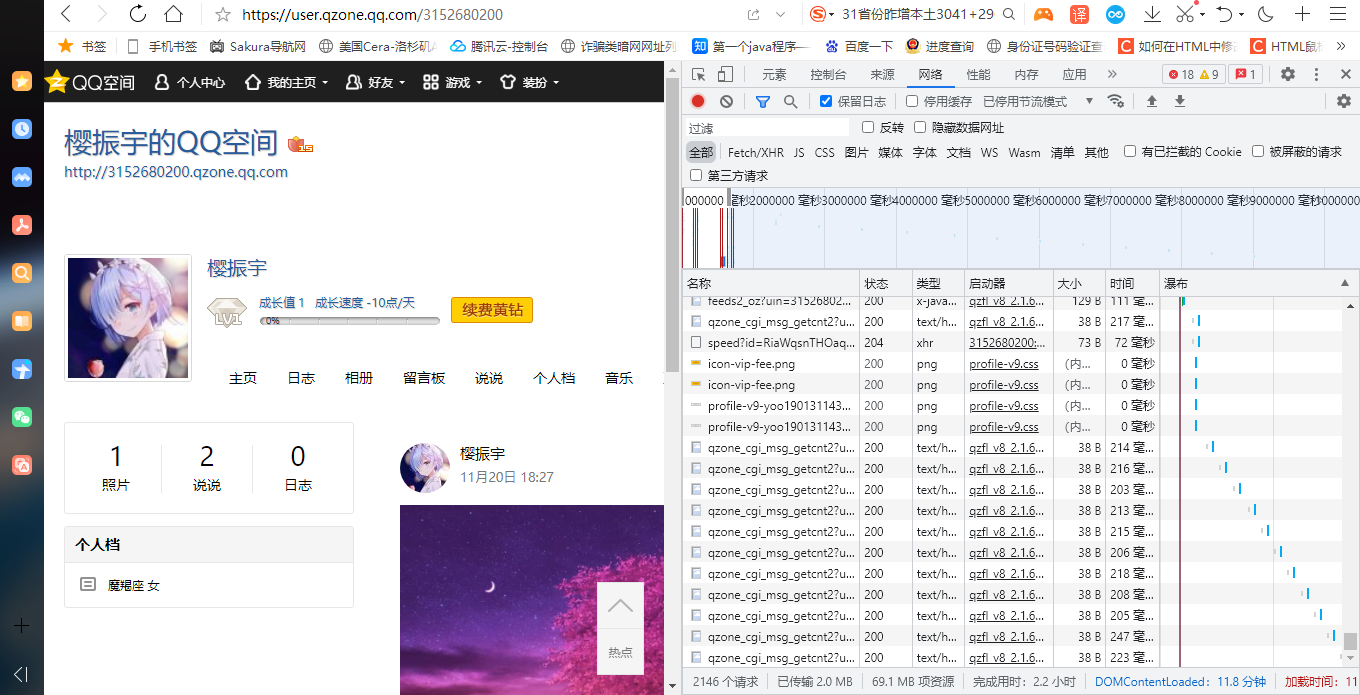 https://user.qzone.qq.com/3152680200
31省份昨增本土3041+29
译
书签
手机书签
Sakura导航网
美国Cera-洛杉矶
腾讯云-控制台
诈骗类暗网网址列
知
第一个java程序—
百度一下
进度查询
身份证号码验证查
如何在HTML中修
HTML鼠
QQ空间
个人中心
我的主页
好友
游戏
装扮
樱振宇的QQ空间
http://3152680200.qzone.qq.com
樱振宇
LV1
成长值 1 成长速度 -10点/天
0%
续费黄钻
主页 日志 相册 留言板 说说 个人档 音乐
1 2 0
照片 说说 日志
个人档
魔羯座 女
樱振宇
11月20日 18:27
热点
元素 控制台 来源 网络 性能 内存 应用
18 9 1
保留日志 停用缓存 已停用节流模式
过滤 反转 隐藏数据网址
全部 Fetch/XHR JS CSS 图片 媒体 字体 文档 WS Wasm 清单 其他 有已拦截的 Cookie 被屏蔽的请求
第三方请求
000000 毫秒2000000 毫秒3000000 毫秒4000000 毫秒5000000 毫秒6000000 毫秒7000000 毫秒8000000 毫秒9000000 毫秒0000000
名称 状态 类型 启动器 大小 时间 瀑布
feeds2_oz?uin=31526802... 200 x-java... qzfl_v8_2.1.6... 129 B 111 毫...
qzone_cgi_msg_getcnt2?u... 200 text/h... qzfl_v8_2.1.6... 38 B 217 毫...
speed?id=RiaWqsnTHOaq... 204 xhr 3152680200:... 73 B 72 毫秒
icon-vip-fee.png 200 png profile-v9.css (内... 0 毫秒
icon-vip-fee.png 200 png profile-v9.css (内... 0 毫秒
profile-v9-yoo190131143... 200 png profile-v9.css (内... 0 毫秒
profile-v9-yoo190131143... 200 png profile-v9.css (内... 0 毫秒
qzone_cgi_msg_getcnt2?u... 200 text/h... qzfl_v8_2.1.6... 38 B 214 毫...
qzone_cgi_msg_getcnt2?u... 200 text/h... qzfl_v8_2.1.6... 38 B 216 毫...
qzone_cgi_msg_getcnt2?u... 200 text/h... qzfl_v8_2.1.6... 38 B 203 毫...
qzone_cgi_msg_getcnt2?u... 200 text/h... qzfl_v8_2.1.6... 38 B 213 毫...
qzone_cgi_msg_getcnt2?u... 200 text/h... qzfl_v8_2.1.6... 38 B 215 毫...
qzone_cgi_msg_getcnt2?u... 200 text/h... qzfl_v8_2.1.6... 38 B 206 毫...
qzone_cgi_msg_getcnt2?u... 200 text/h... qzfl_v8_2.1.6... 38 B 218 毫...
qzone_cgi_msg_getcnt2?u... 200 text/h... qzfl_v8_2.1.6... 38 B 208 毫...
qzone_cgi_msg_getcnt2?u... 200 text/h... qzfl_v8_2.1.6... 38 B 205 毫...
qzone_cgi_msg_getcnt2?u... 200 text/h... qzfl_v8_2.1.6... 38 B 247 毫...
qzone_cgi_msg_getcnt2?u... 200 text/h... qzfl_v8_2.1.6... 38 B 223 毫...
2146 个请求 已传输 2.0 MB 69.1 MB 项资源 完成用时：2.2 小时 DOMContentLoaded：11.8 分钟 加载时间：11